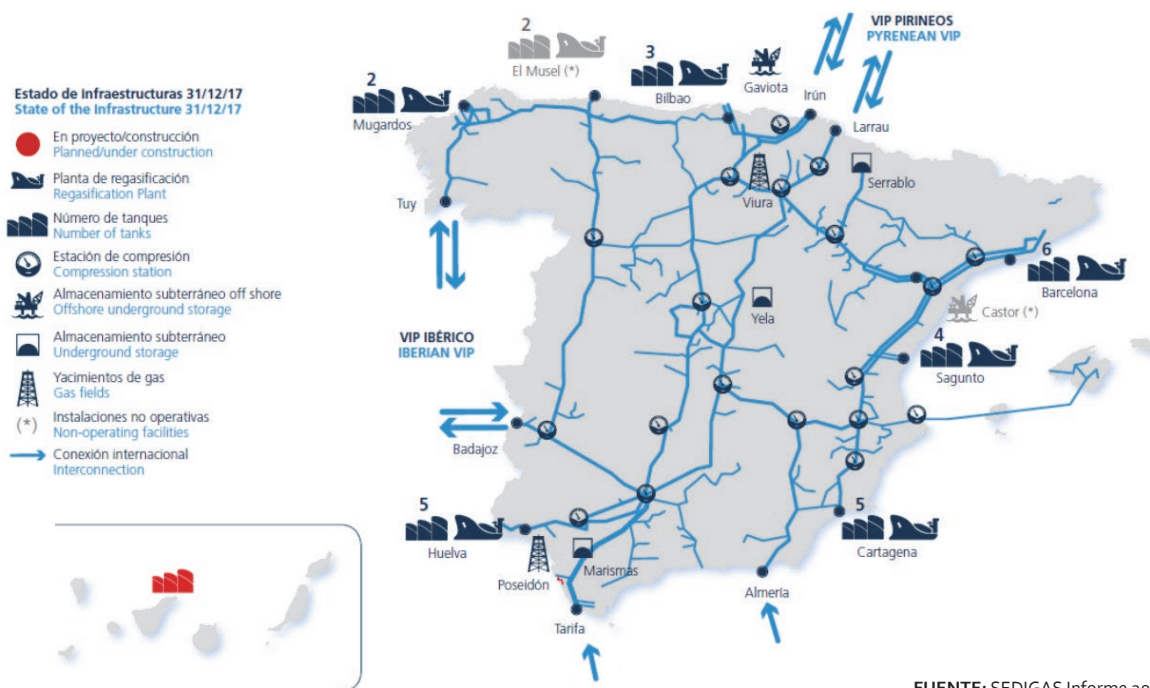 Estado de Infraestructuras 31/12/17
State of the Infrastructure 31/12/17
En proyecto/construcción
Planned/under construction
Planta de regasificación
Regasification Plant
Número de tanques
Number of tanks
Estación de compresión
Compression station
Almacenamiento subterráneo off shore
Offshore underground storage
Almacenamiento subterráneo
Underground storage
Yacimientos de gas
Gas fields
(*)
Instalaciones no operativas
Non-operating facilities
Conexión internacional
Interconnection
2
El Musel (*)
2
Mugardos
3
Bilbao
Gaviota
Irún
VIP PIRINEOS
PYRENEAN VIP
Larrau
Serrablo
Viura
Tuy
6
Barcelona
Castor (*)
Yela
4
Sagunto
VIP IBÉRICO
IBERIAN VIP
Badajoz
5
Huelva
Poseidón
Marismas
Tarifa
Almería
5
Cartagena
FUENTE: SEDIGAS Informe